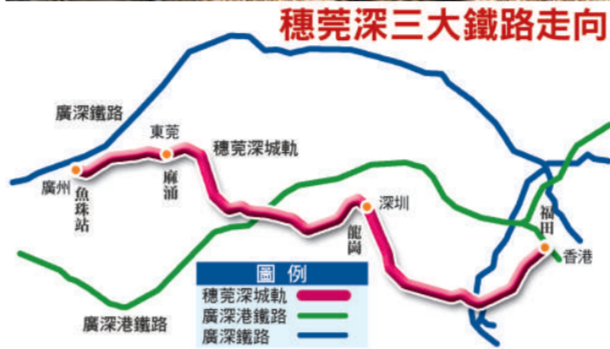 穗莞深三大鐵路走向
廣深鐵路
東莞
穗莞深城軌
廣州
魚珠站
麻涌
深圳
龍崗
福田
香港
廣深港鐵路
圖例
穗莞深城軌
廣深港鐵路
廣深鐵路